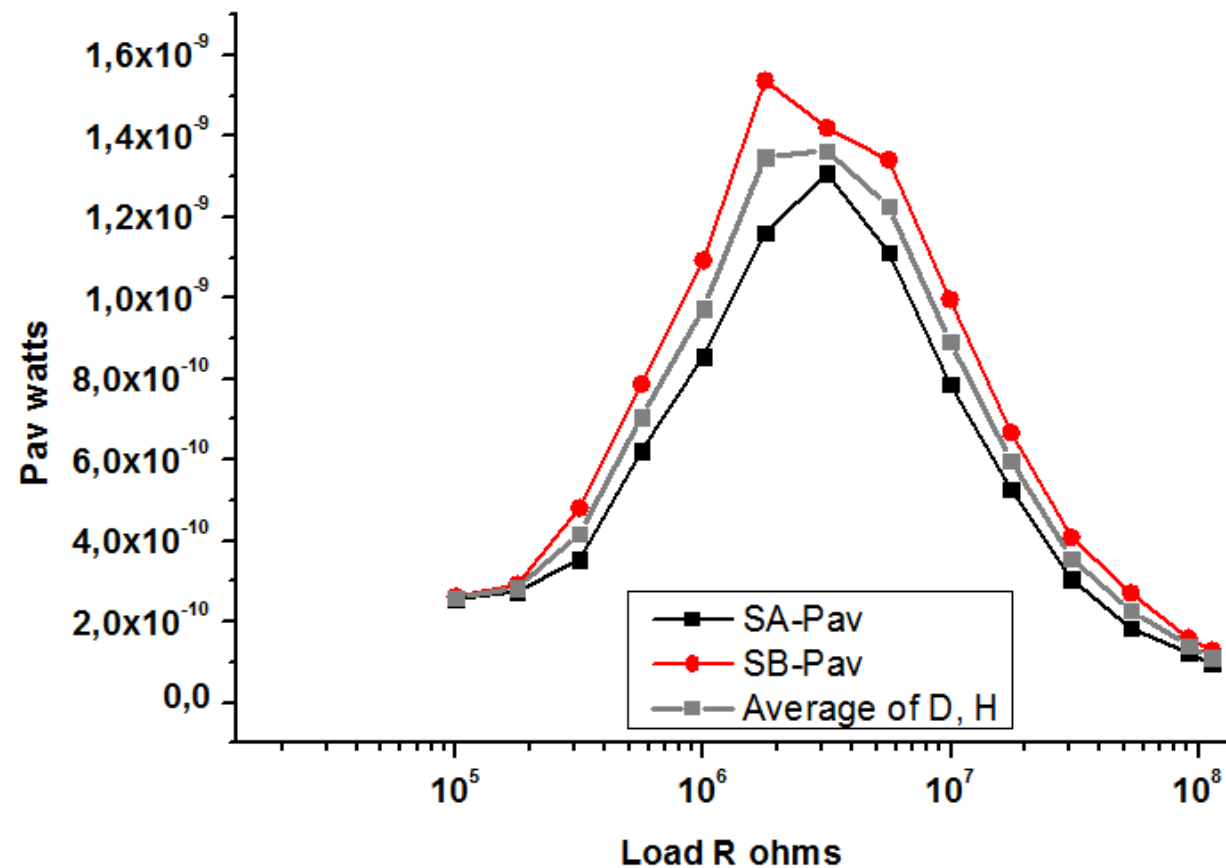 Pav watts
1,6x10⁻⁹
1,4x10⁻⁹
1,2x10⁻⁹
1,0x10⁻⁹
8,0x10⁻¹⁰
6,0x10⁻¹⁰
4,0x10⁻¹⁰
2,0x10⁻¹⁰
0,0
SA-Pav
SB-Pav
Average of D, H
10⁵ 10⁶ 10⁷ 10⁸
Load R ohms